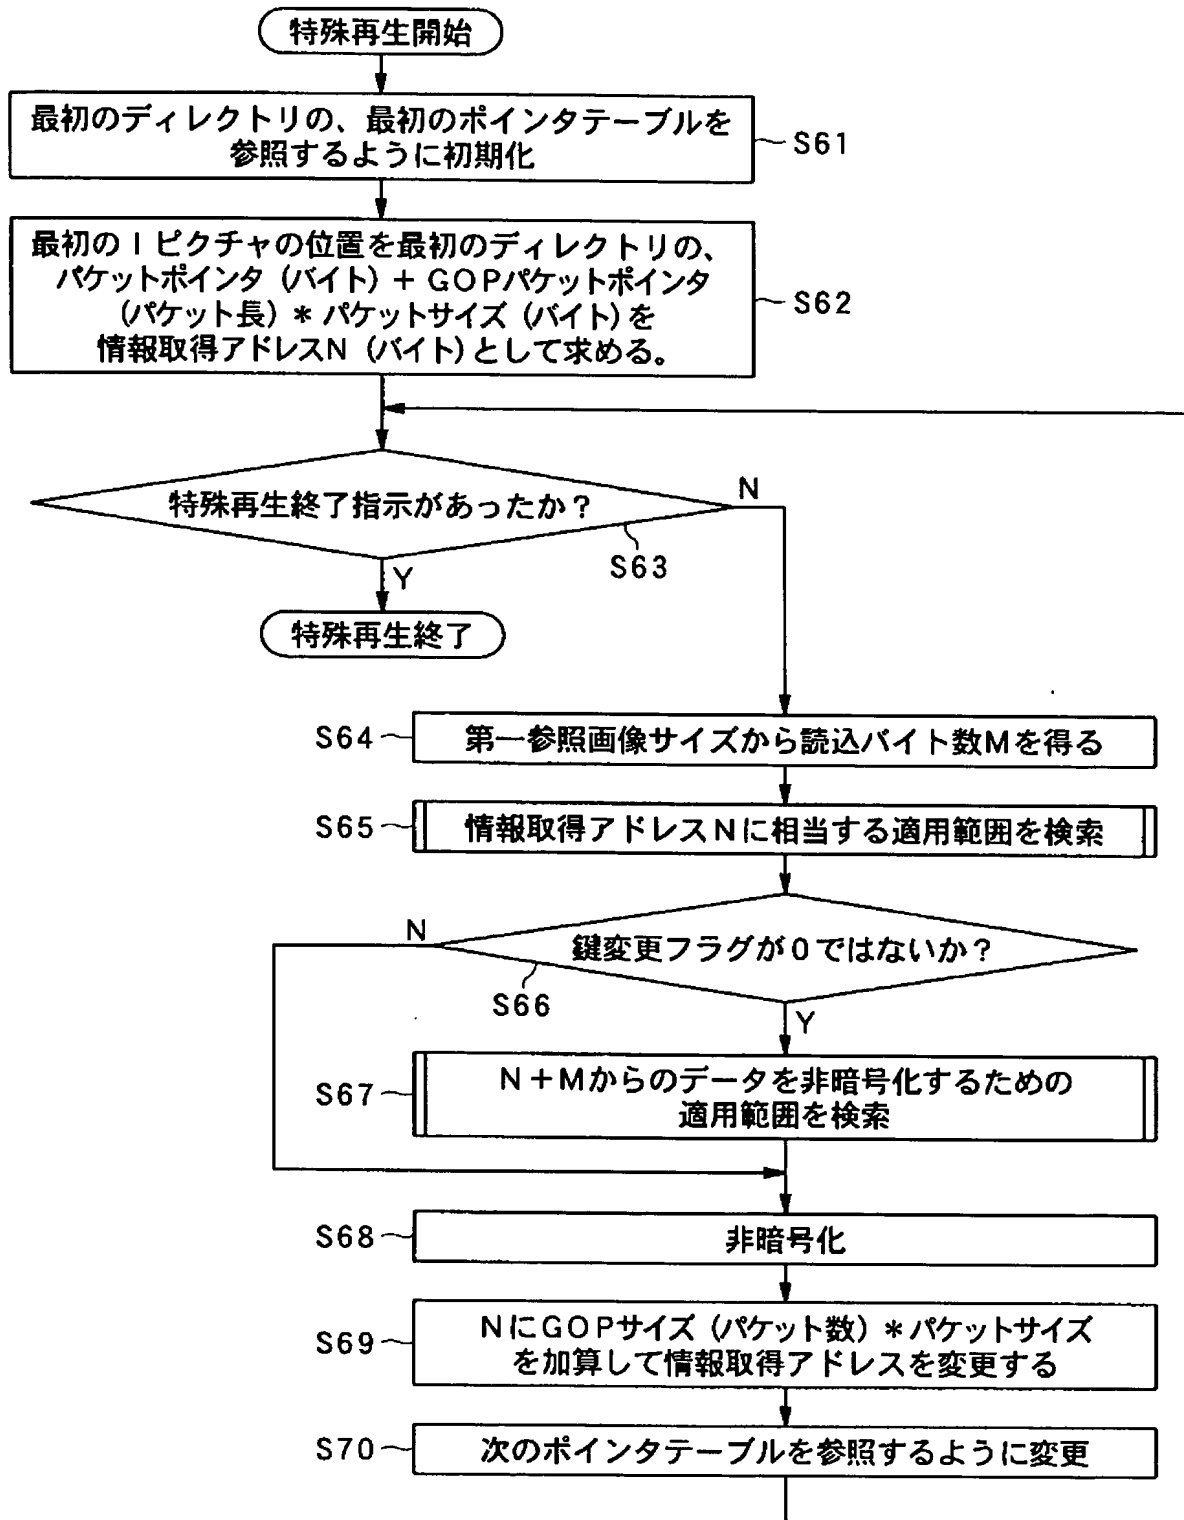 特殊再生開始
最初のディレクトリの、最初のポインタテーブルを
参照するように初期化
S61
最初のIピクチャの位置を最初のディレクトリの、
パケットポインタ(バイト)+GOPパケットポインタ
(パケット長)*パケットサイズ(バイト)を
情報取得アドレスN(バイト)として求める。
S62
特殊再生終了指示があったか?
N
S63
Y
特殊再生終了
S64
第一参照画像サイズから読込バイト数Mを得る
S65
情報取得アドレスNに相当する適用範囲を検索
N
鍵変更フラグが0ではないか?
S66
Y
S67
N+Mからのデータを非暗号化するための
適用範囲を検索
S68
非暗号化
S69
NにGOPサイズ(パケット数)*パケットサイズ
を加算して情報取得アドレスを変更する
S70
次のポインタテーブルを参照するように変更